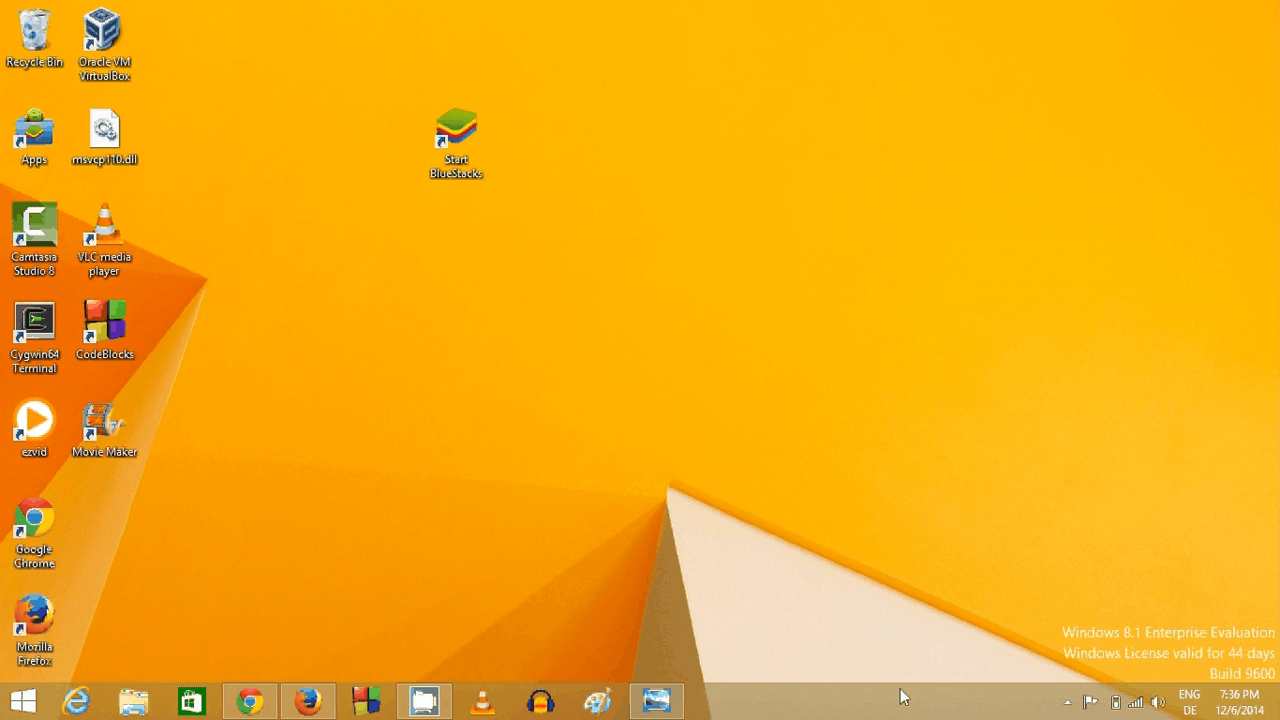 Recycle Bin
Oracle VM
VirtualBox
Apps
msvcp110.dll
Start
BlueStacks
Camtasia
Studio 8
VLC media
player
Cygwin64
Terminal
CodeBlocks
ezvid
Movie Maker
Google
Chrome
Mozilla
Firefox
Windows 8.1 Enterprise Evaluation
Windows License valid for 44 days
Build 9600
ENG
DE
7:36 PM
12/6/2014